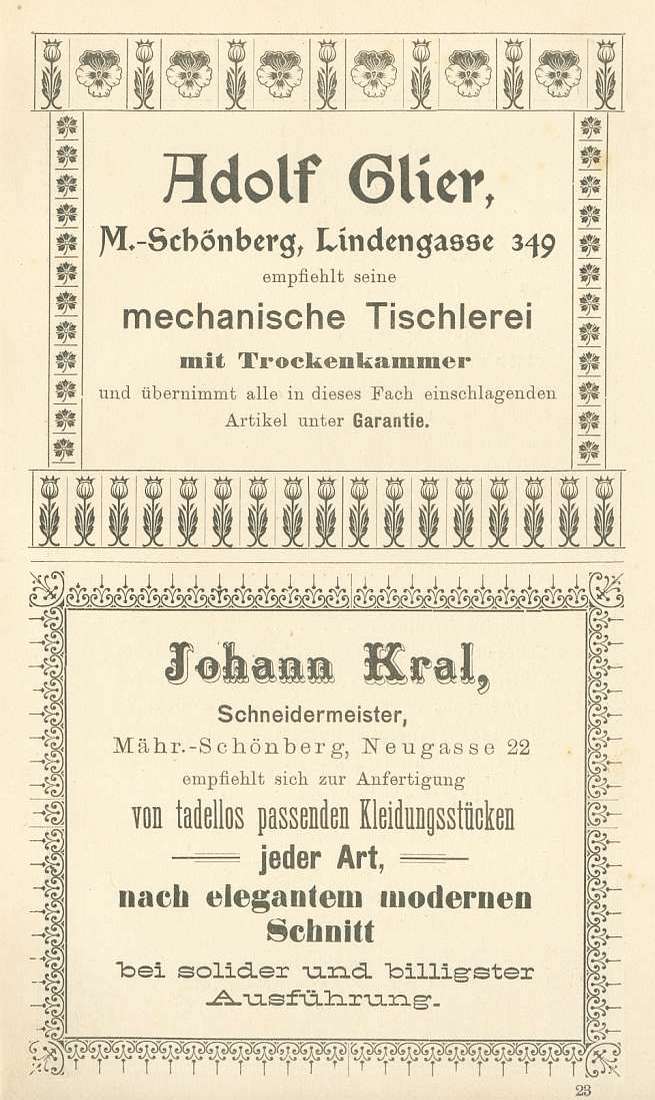 Adolf Glier,
M.-Schönberg, Lindengasse 349
empfiehlt seine
mechanische Tischlerei
mit Trockenkammer
und übernimmt alle in dieses Fach einschlagenden
Artikel unter Garantie.
Johann Kral,
Schneidermeister,
Mähr.-Schönberg, Neugasse 22
empfiehlt sich zur Anfertigung
von tadellos passenden Kleidungsstücken
jeder Art,
nach elegantem modernen
Schnitt
bei solider und billigster
Ausführung.
23